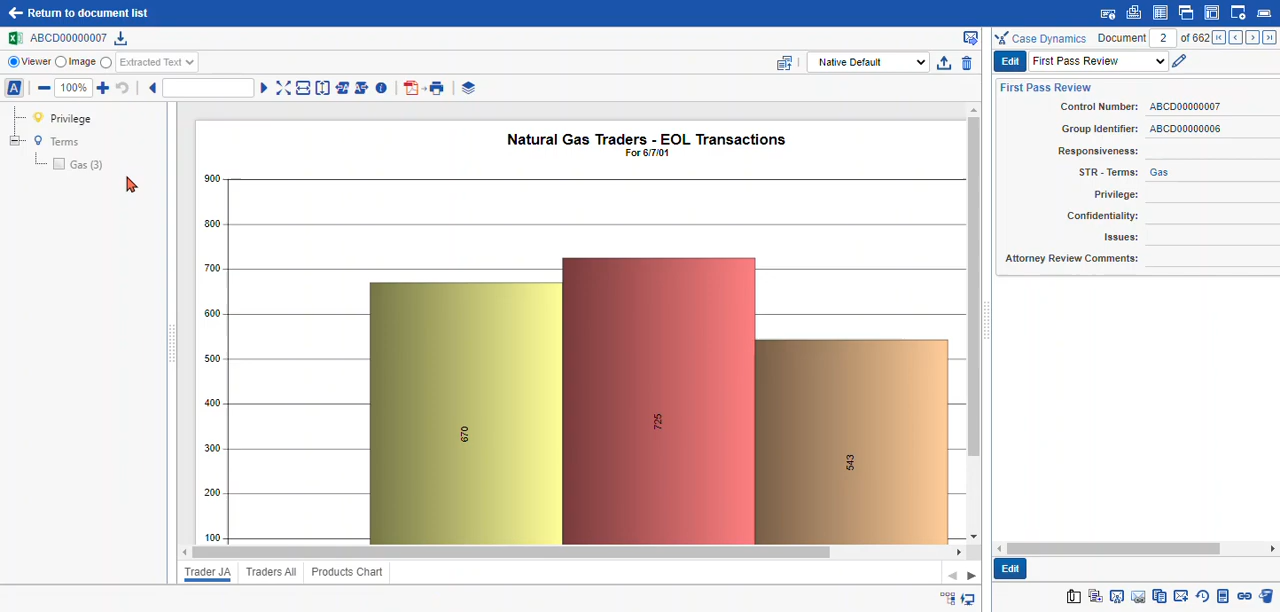 Return to document list
ABCD00000007
Case Dynamics Document 2 of 662
Viewer Image Extracted Text
Native Default
Edit First Pass Review
100%
First Pass Review
Control Number: ABCD00000007
Group Identifier: ABCD00000006
Responsiveness:
STR - Terms: Gas
Privilege:
Confidentiality:
Issues:
Attorney Review Comments:
Privilege
Terms
Gas (3)
Natural Gas Traders - EOL Transactions
For 6/7/01
900
800
700
600
500
400
300
200
100
670
725
543
Trader JA Traders All Products Chart
Edit